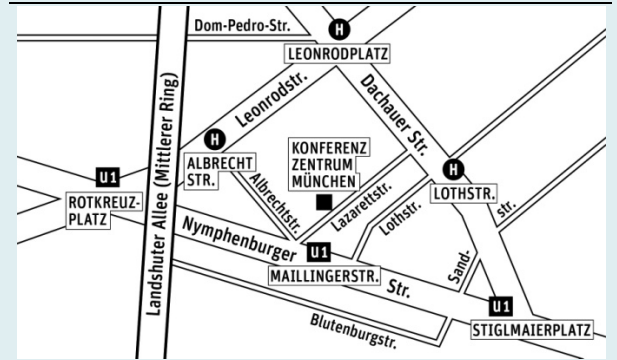 Dom-Pedro-Str.
H
LEONRODPLATZ
Landshuter Allee (Mittlerer Ring)
Leonrodstr.
Dachauer Str.
H
ALBRECHT
STR.
KONFERENZ
ZENTRUM
MÜNCHEN
H
LOTHSTR.
U1
ROTKREUZ-
PLATZ
Albrechtstr.
Lazarettstr.
Lothstr.
Sand-
str.
Nymphenburger
Str.
U1
MAILLINGERSTR.
U1
STIGLMAIERPLATZ
Blutenburgstr.